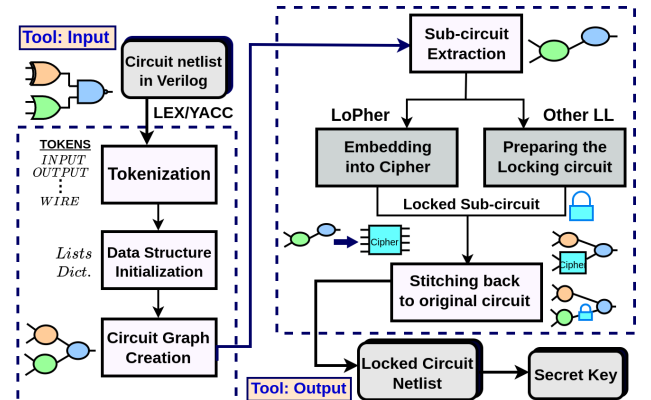 Tool: Input
Circuit netlist
in Verilog
LEX/YACC
TOKENS
INPUT
OUTPUT
WIRE
Tokenization
Lists
Dict.
Data Structure
Initialization
Circuit Graph
Creation
Sub-circuit
Extraction
LoPher
Other LL
Embedding
into Cipher
Preparing the
Locking circuit
Locked Sub-circuit
Cipher
Cipher
Stitching back
to original circuit
Tool: Output
Locked Circuit
Netlist
Secret Key